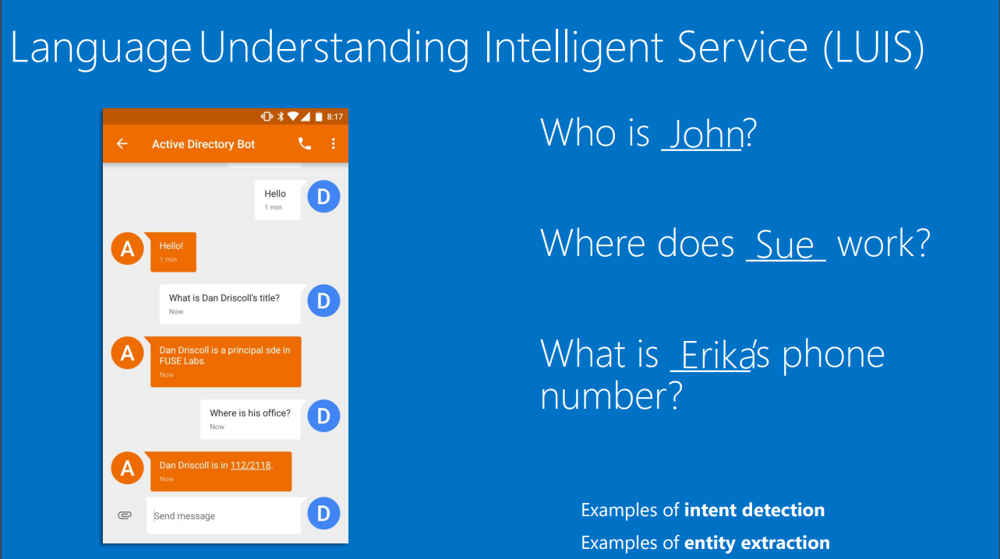 Language Understanding Intelligent Service (LUIS)
8:17
Active Directory Bot
Hello
1 min
D
A
Hello!
1 min
What is Dan Driscoll's title?
Now
D
A
Dan Driscoll is a principal sde in
FUSE Labs.
Now
Where is his office?
Now
D
A
Dan Driscoll is in 112/2118.
Now
Send message
D
Who is John?
Where does Sue work?
What is Erika's phone
number?
Examples of intent detection
Examples of entity extraction